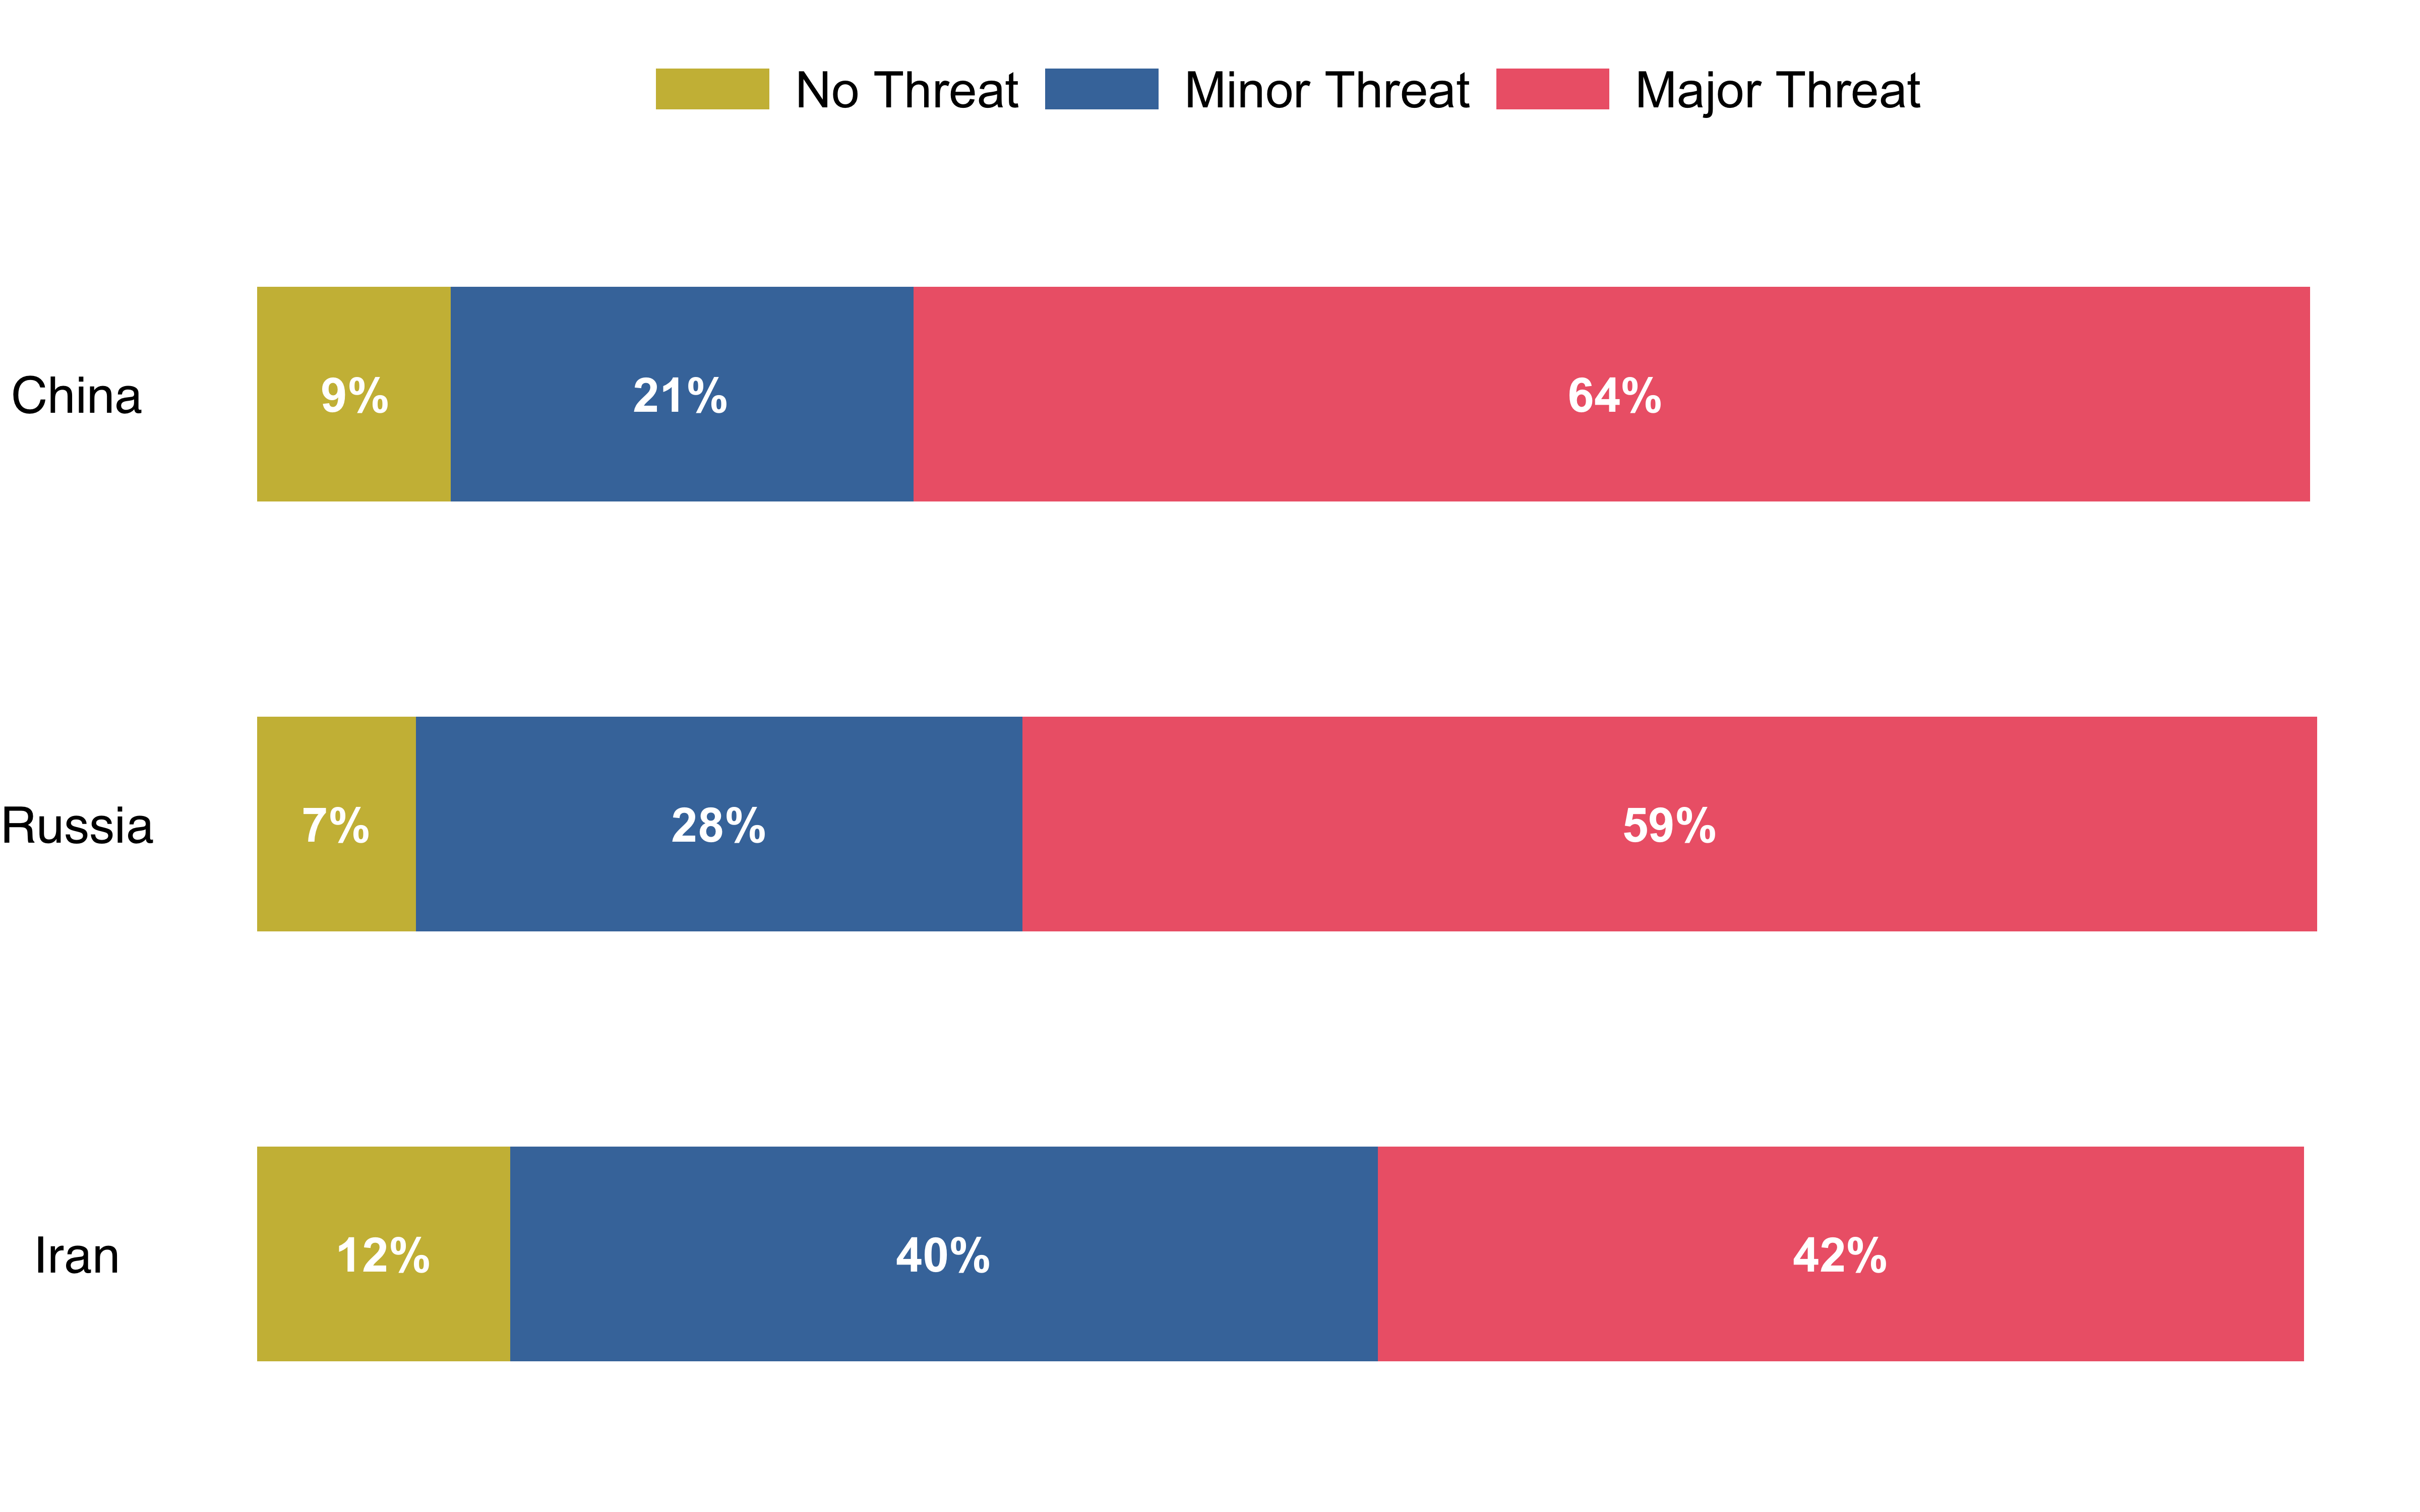 No Threat Minor Threat Major Threat
China 9% 21% 64%
Russia 7% 28% 59%
Iran 12% 40% 42%